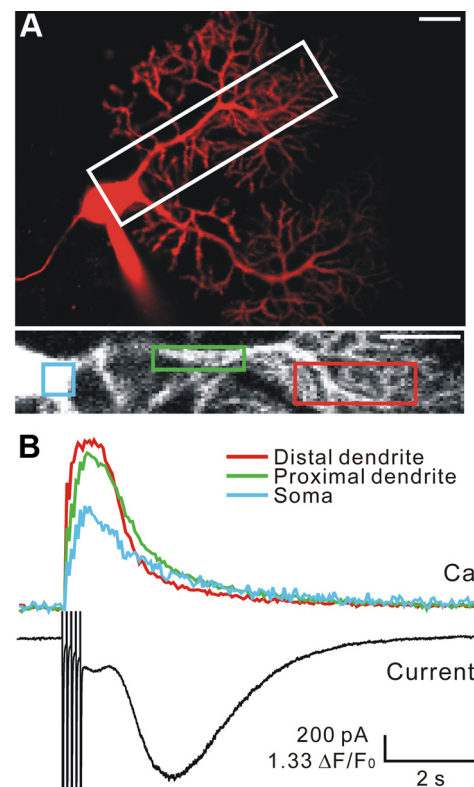 A
B
Distal dendrite
Proximal dendrite
Soma
Ca
Current
200 pA
1.33 ΔF/F₀
2 s